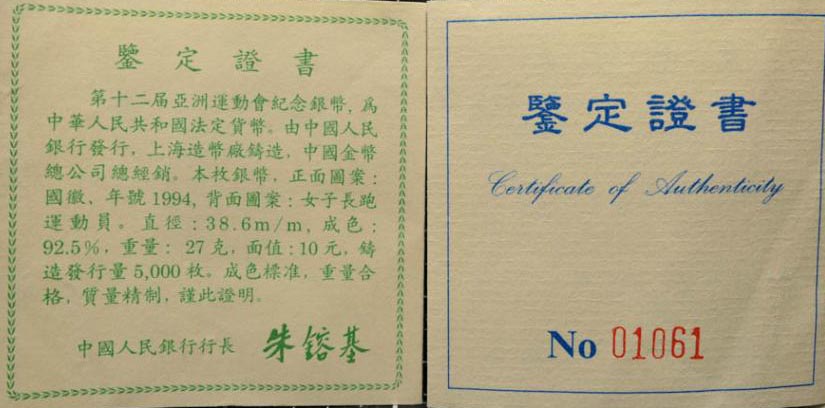 鑒定證書
第十二届亞洲運動會紀念銀幣, 爲
中華人民共和國法定貨幣。由中國人民
銀行發行, 上海造幣廠鑄造, 中國金幣
總公司總經銷。本枚銀幣, 正面圖案:
國徽、年號1994, 背面圖案: 女子長跑
運動員。直徑: 38.6m/m, 成色:
92.5%, 重量: 27克, 面值: 10元, 鑄
造發行量5,000枚。成色標准, 重量合
格, 質量精制, 謹此證明。
中國人民銀行行長 朱鎔基
鑒定證書
Certificate of Authenticity
No 01061